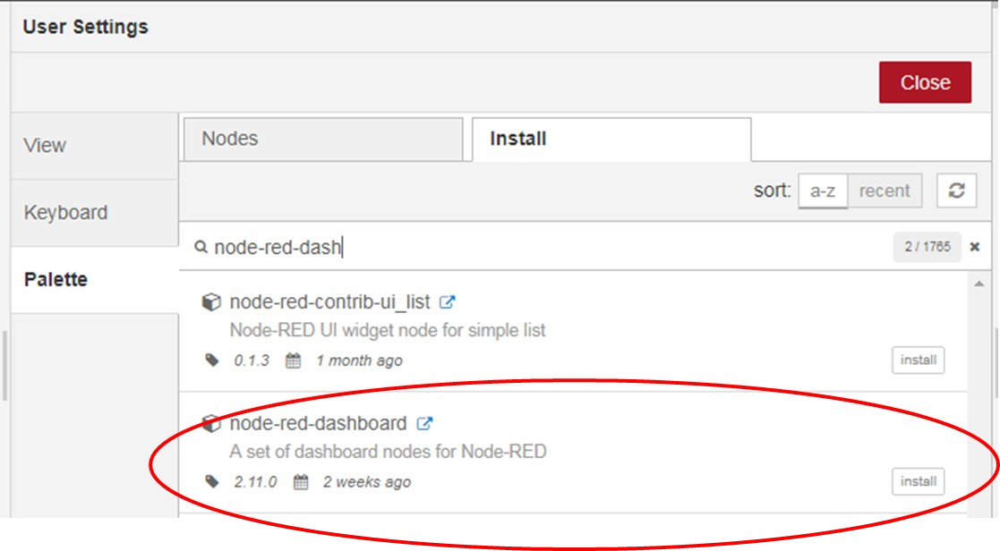 User Settings
Close
View
Keyboard
Palette
Nodes
Install
sort: a-z recent
node-red-dash
2 / 1765
node-red-contrib-ui_list
Node-RED UI widget node for simple list
0.1.3 1 month ago
install
node-red-dashboard
A set of dashboard nodes for Node-RED
2.11.0 2 weeks ago
install